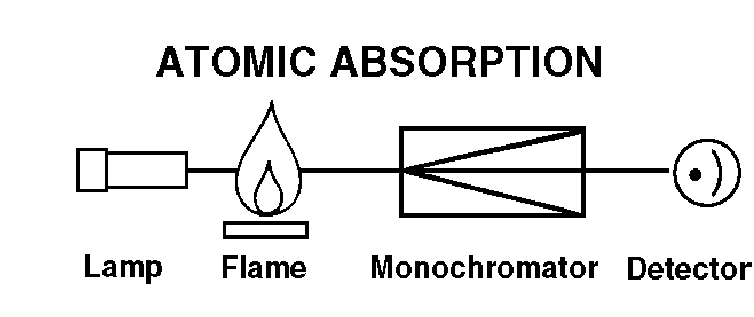 ATOMIC ABSORPTION
Lamp Flame Monochromator Detector